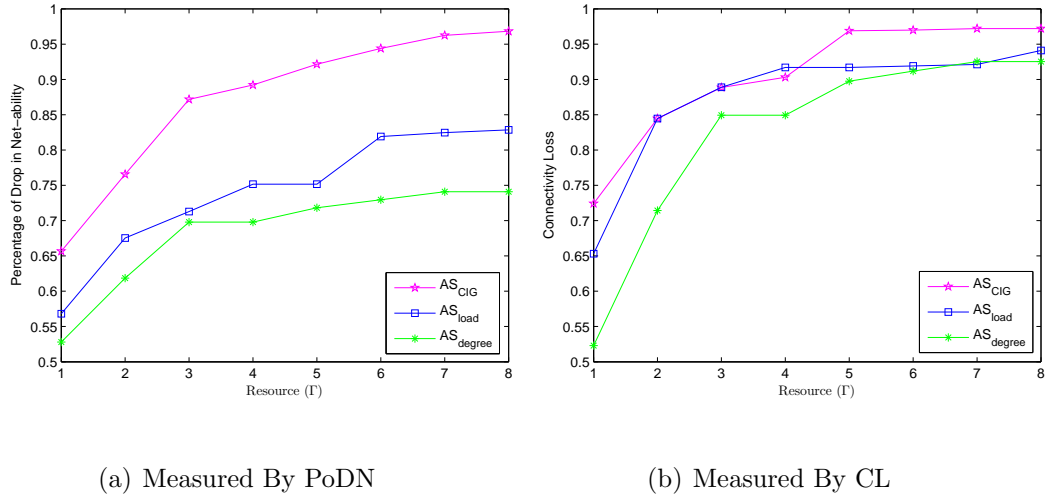 Percentage of Drop in Net−ability
1
0.95
0.9
0.85
0.8
0.75
0.7
0.65
0.6
0.55
0.5
1 2 3 4 5 6 7 8
Resource (Γ)
AS_CIG
AS_load
AS_degree
(a) Measured By PoDN
Connectivity Loss
1
0.95
0.9
0.85
0.8
0.75
0.7
0.65
0.6
0.55
0.5
1 2 3 4 5 6 7 8
Resource (Γ)
AS_CIG
AS_load
AS_degree
(b) Measured By CL